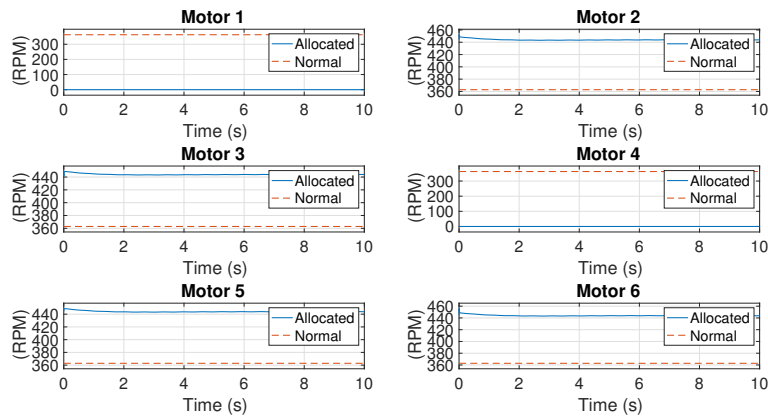 Motor 1
(RPM)
300
200
100
0
Allocated
Normal
0 2 4 6 8 10
Time (s)
Motor 2
(RPM)
460
440
420
400
380
360
Allocated
Normal
0 2 4 6 8 10
Time (s)
Motor 3
(RPM)
440
420
400
380
360
Allocated
Normal
0 2 4 6 8 10
Time (s)
Motor 4
(RPM)
300
200
100
0
Allocated
Normal
0 2 4 6 8 10
Time (s)
Motor 5
(RPM)
440
420
400
380
360
Allocated
Normal
0 2 4 6 8 10
Time (s)
Motor 6
(RPM)
460
440
420
400
380
360
Allocated
Normal
0 2 4 6 8 10
Time (s)